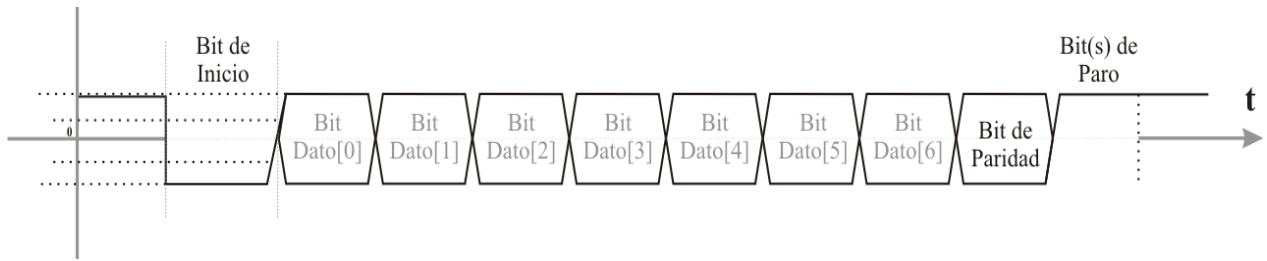 Bit de
Inicio
Bit(s) de
Paro
t
0
Bit
Dato[0]
Bit
Dato[1]
Bit
Dato[2]
Bit
Dato[3]
Bit
Dato[4]
Bit
Dato[5]
Bit
Dato[6]
Bit de
Paridad